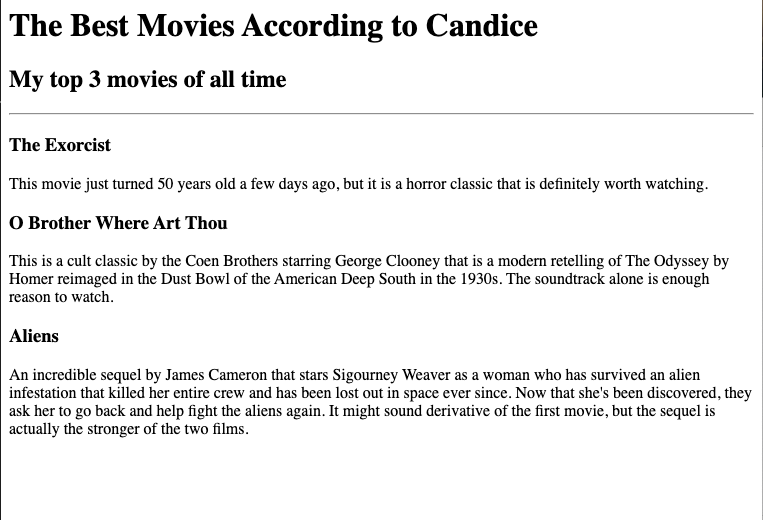 The Best Movies According to Candice
My top 3 movies of all time
The Exorcist
This movie just turned 50 years old a few days ago, but it is a horror classic that is definitely worth watching.
O Brother Where Art Thou
This is a cult classic by the Coen Brothers starring George Clooney that is a modern retelling of The Odyssey by
Homer reimaged in the Dust Bowl of the American Deep South in the 1930s. The soundtrack alone is enough
reason to watch.
Aliens
An incredible sequel by James Cameron that stars Sigourney Weaver as a woman who has survived an alien
infestation that killed her entire crew and has been lost out in space ever since. Now that she's been discovered, they
ask her to go back and help fight the aliens again. It might sound derivative of the first movie, but the sequel is
actually the stronger of the two films.